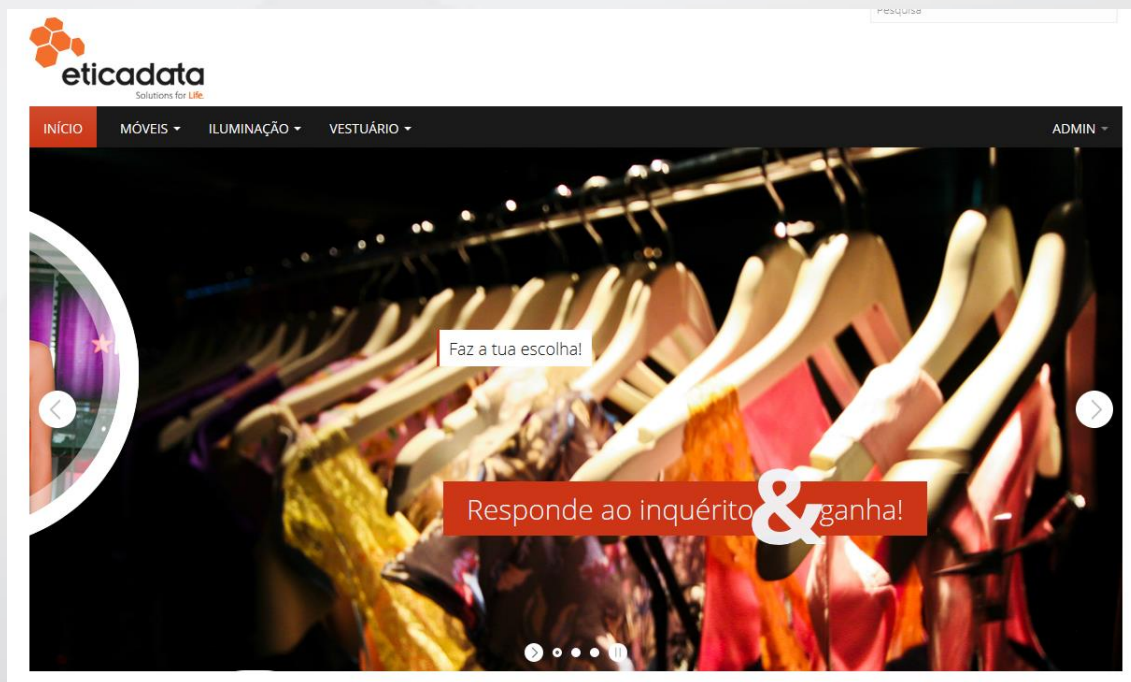 Pesquisa
eticadata
Solutions for Life.
INÍCIO MÓVEIS ILUMINAÇÃO VESTUÁRIO ADMIN
Faz a tua escolha!
Responde ao inquérito & ganha!